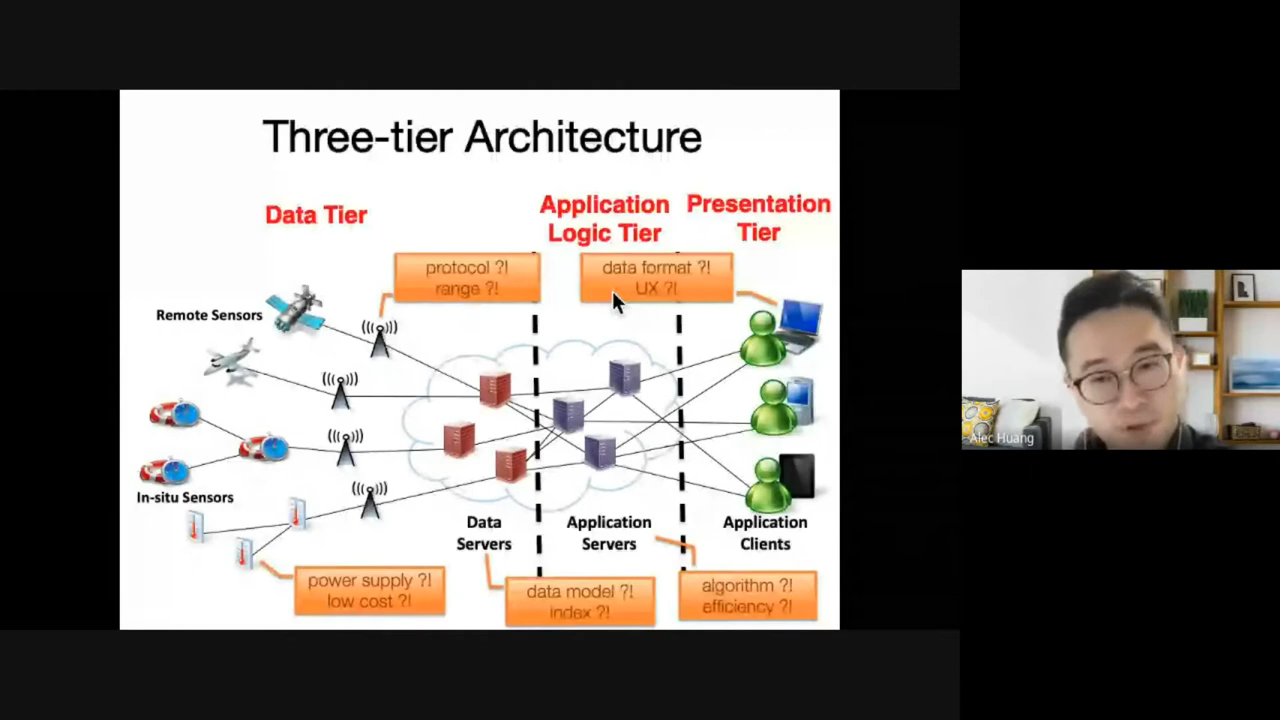 Three-tier Architecture
Data Tier
Application
Logic Tier
Presentation
Tier
protocol ?!
range ?!
data format ?!
UX ?!
Remote Sensors
In-situ Sensors
Data
Servers
Application
Servers
Application
Clients
power supply ?!
low cost ?!
data model ?!
index ?!
algorithm ?!
efficiency ?!
Alec Huang